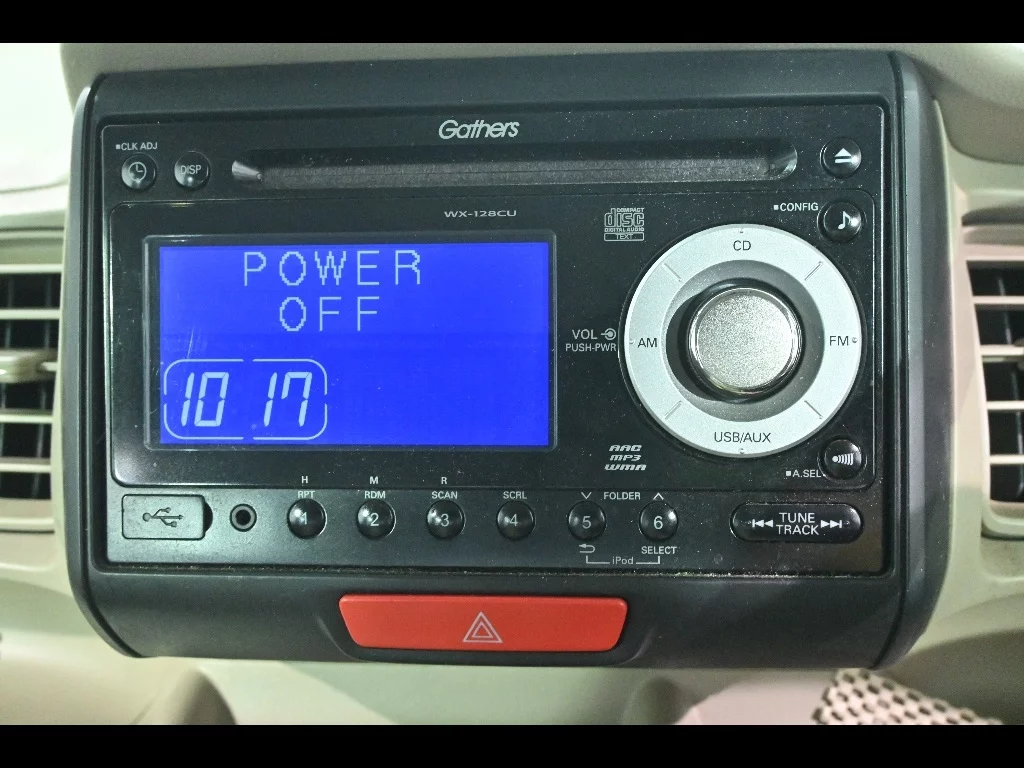 Gathers
CLK ADJ
DISP
WX-128CU
COMPACT
disc
DIGITAL AUDIO
TEXT
CONFIG
POWER
OFF
10 17
CD
VOL
PUSH-PWR
AM
FM
USB/AUX
AAC
MP3
WMA
A.SEL
H M R
RPT RDM SCAN SCRL FOLDER
1 2 3 4 5 6
TUNE
TRACK
SELECT
iPod